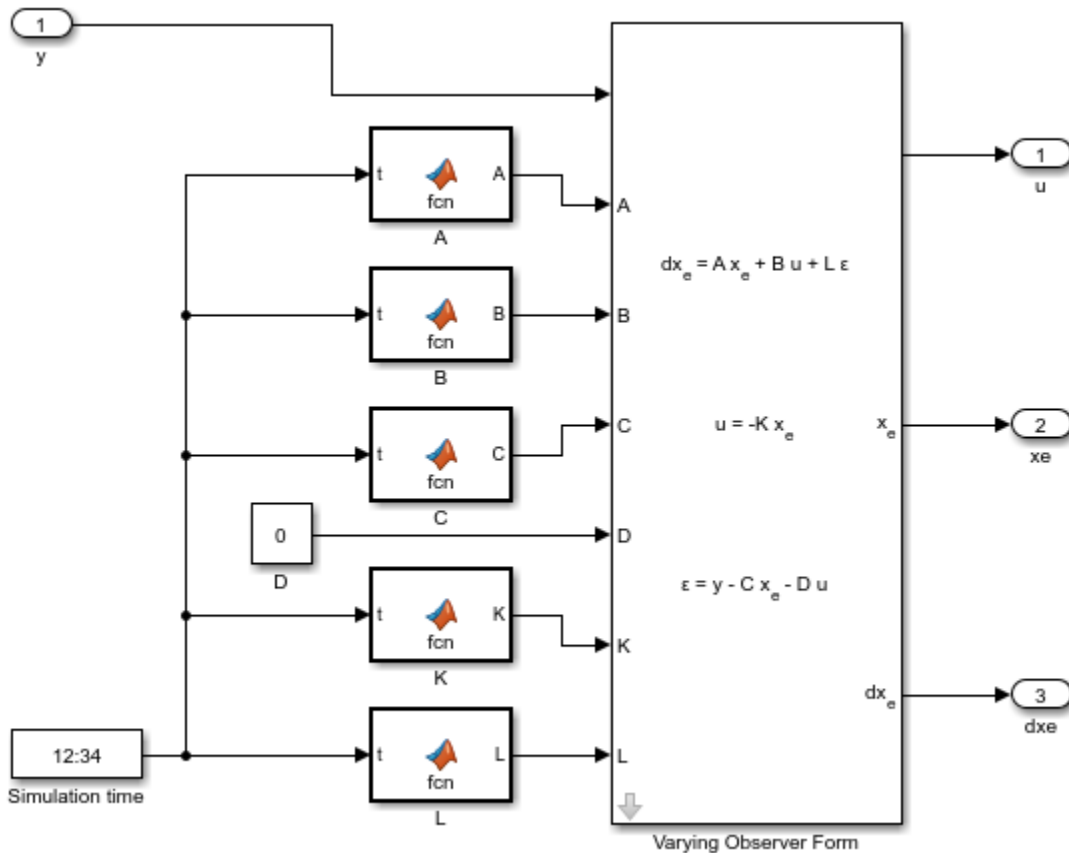 1
y
t
A
fcn
A
A
dxₑ = A xₑ + B u + L ε
1
u
t
B
fcn
B
B
t
C
fcn
C
C
u = -K xₑ
xₑ
2
xe
0
D
D
ε = y - C xₑ - D u
t
K
fcn
K
K
dxₑ
3
dxe
12:34
Simulation time
t
L
fcn
L
L
Varying Observer Form